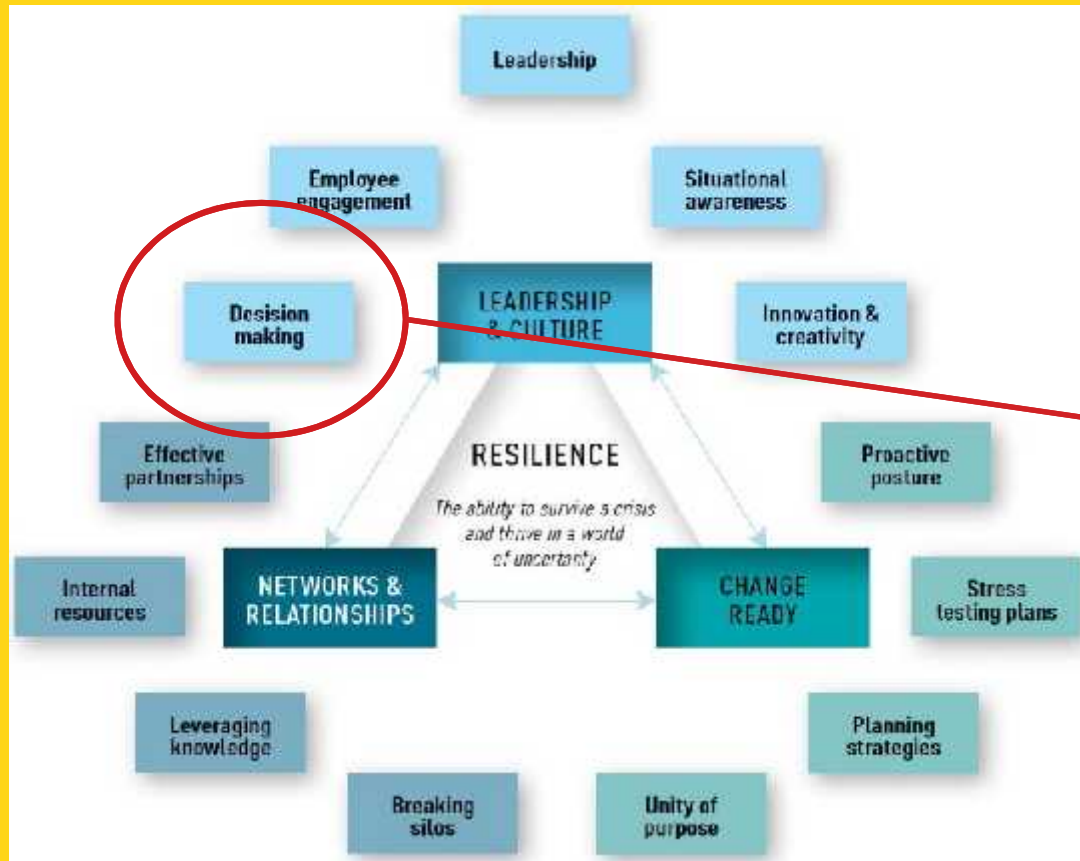 Leadership
Employee
engagement
Situational
awareness
Desision
making
LEADERSHIP
& CULTURE
Innovation &
creativity
Effective
partnerships
RESILIENCE
Proactive
posture
The ability to survive a crisis
and thrive in a world
of uncertanty
Internal
resources
NETWORKS &
RELATIONSHIPS
CHANGE
READY
Stress
testing plans
Leveraging
knowledge
Planning
strategies
Breaking
silos
Unity of
purpose